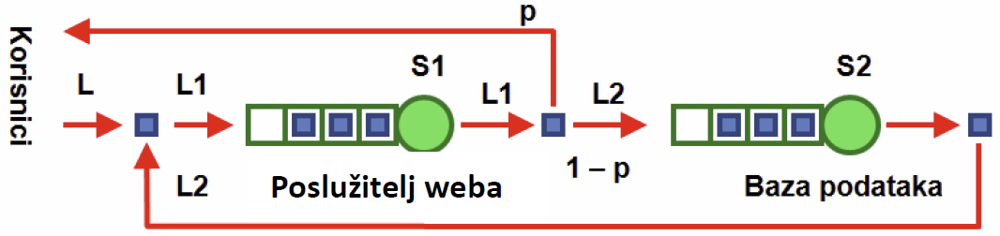 p
Korisnici
L
L1
S1
L1
L2
S2
L2
Poslužitelj weba
1 – p
Baza podataka